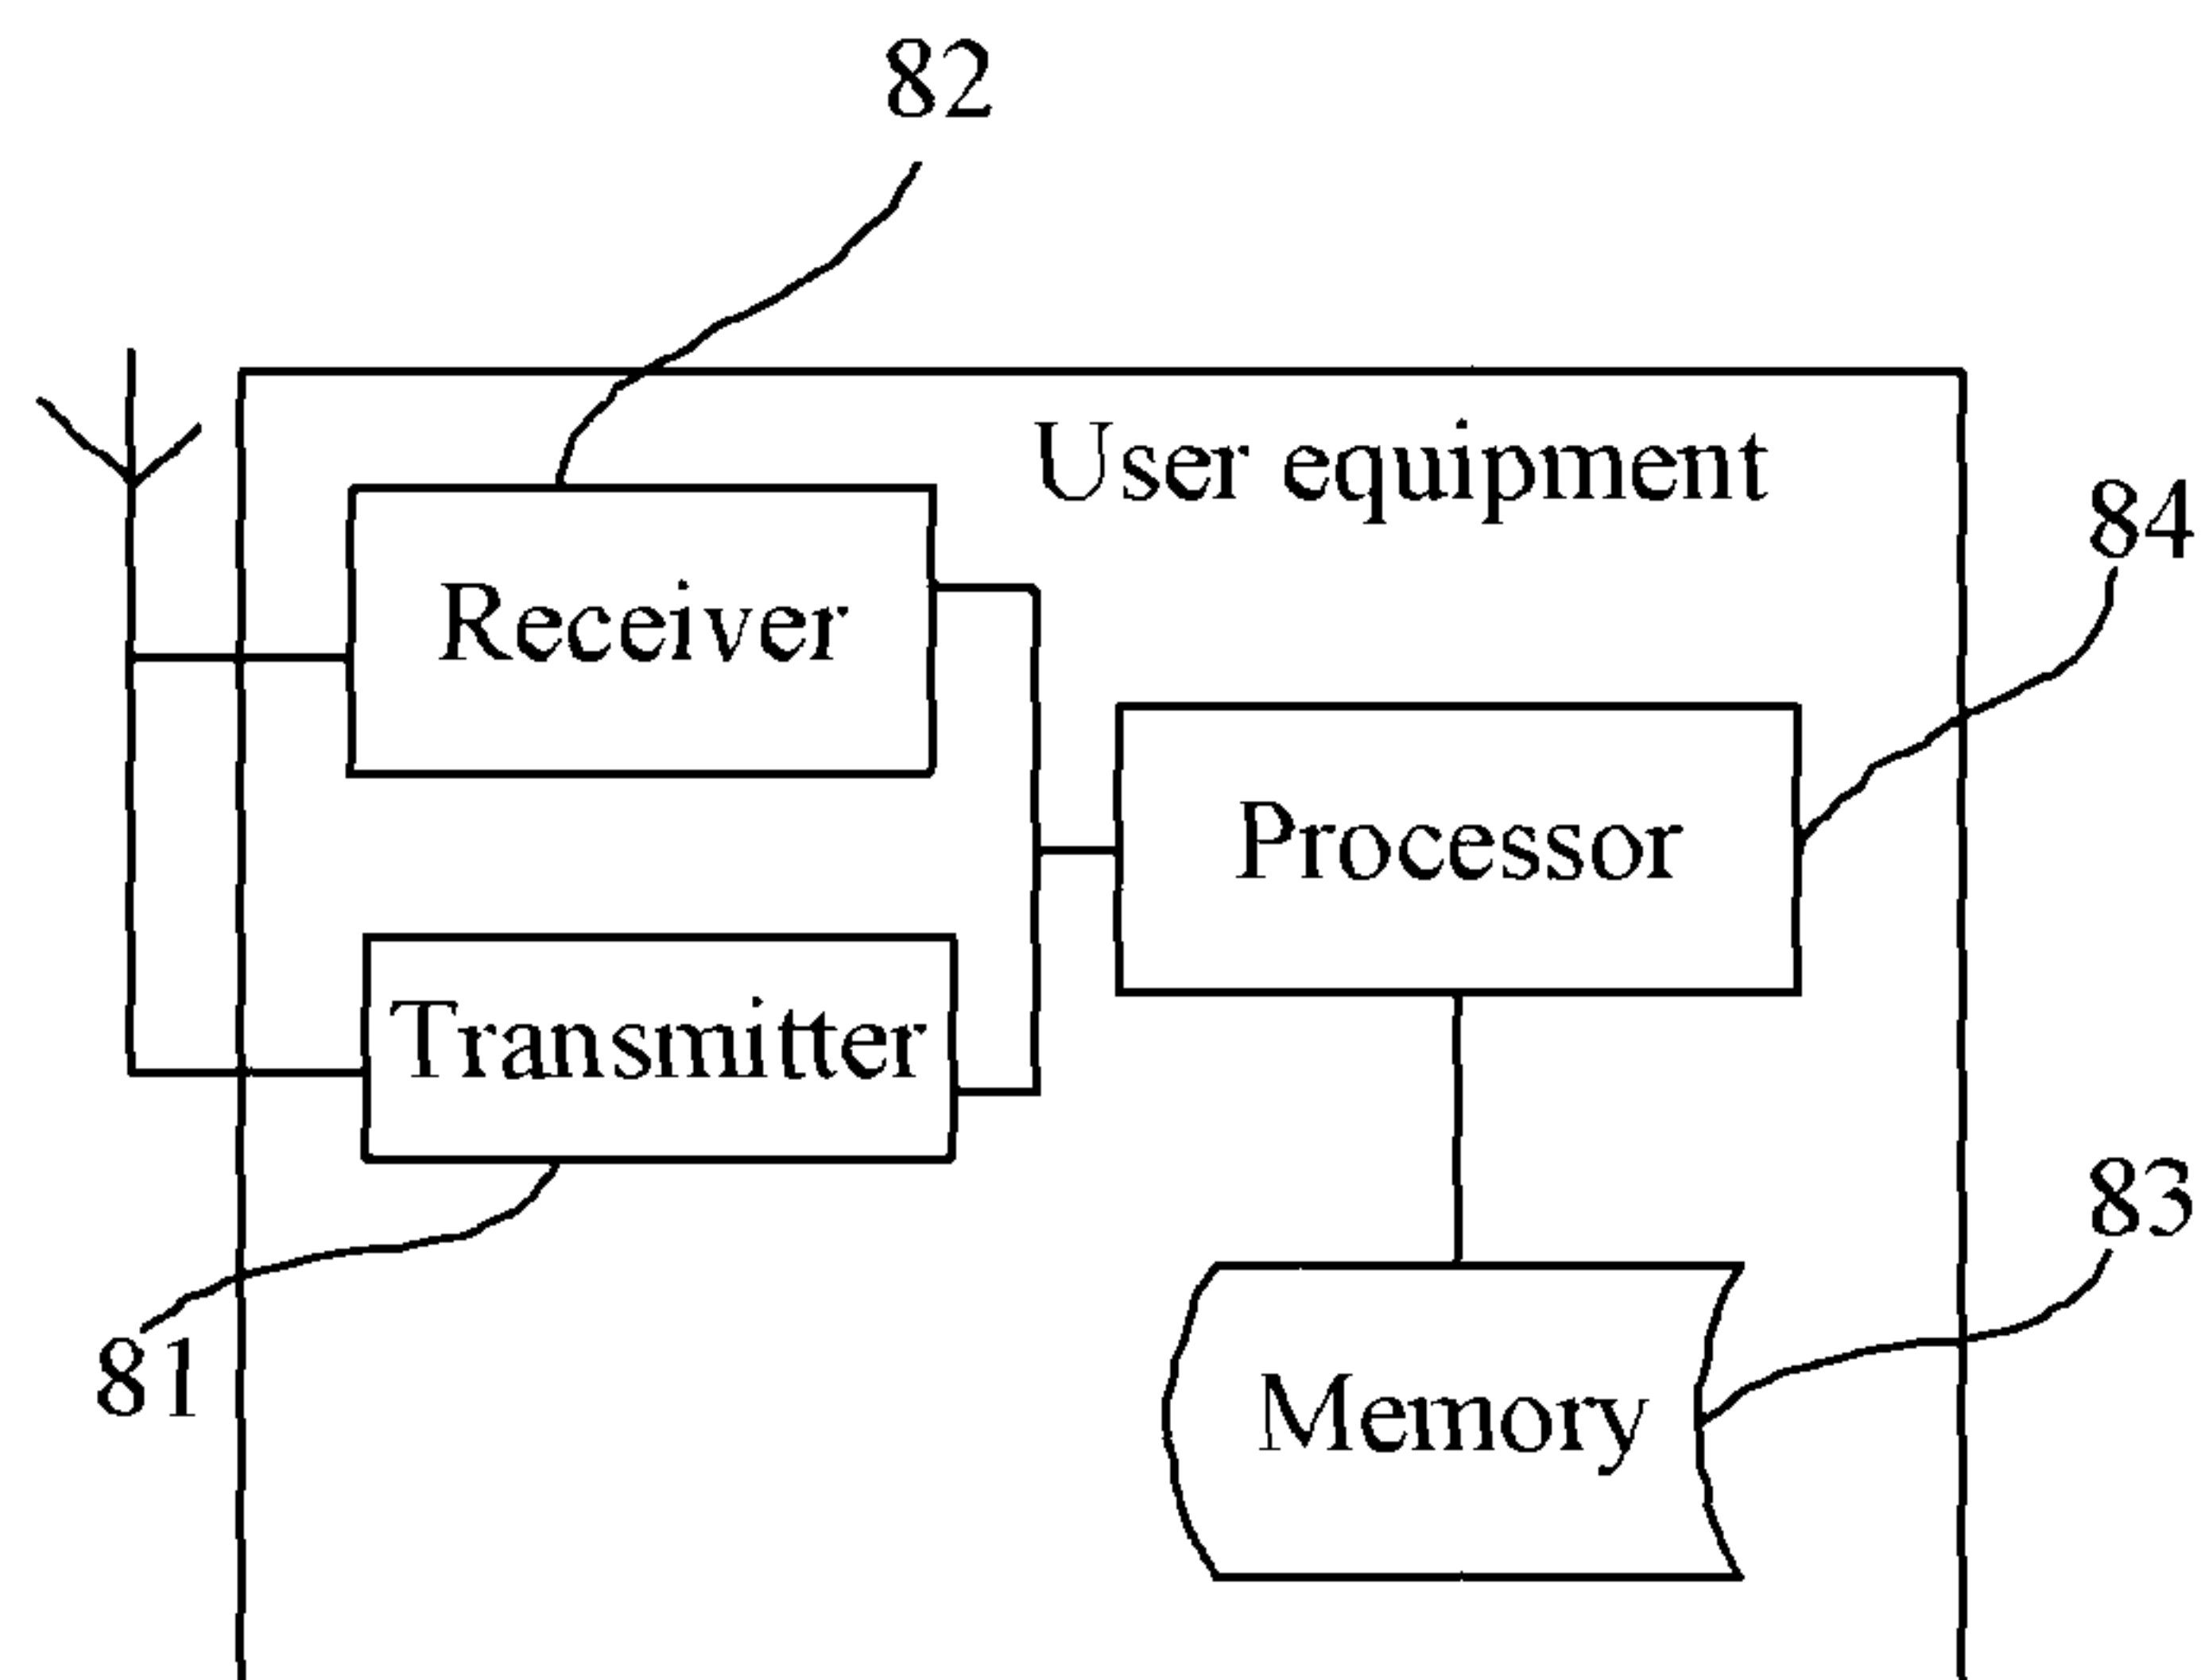 82
User equipment
84
Receiver
Processor
Transmitter
83
81
Memory